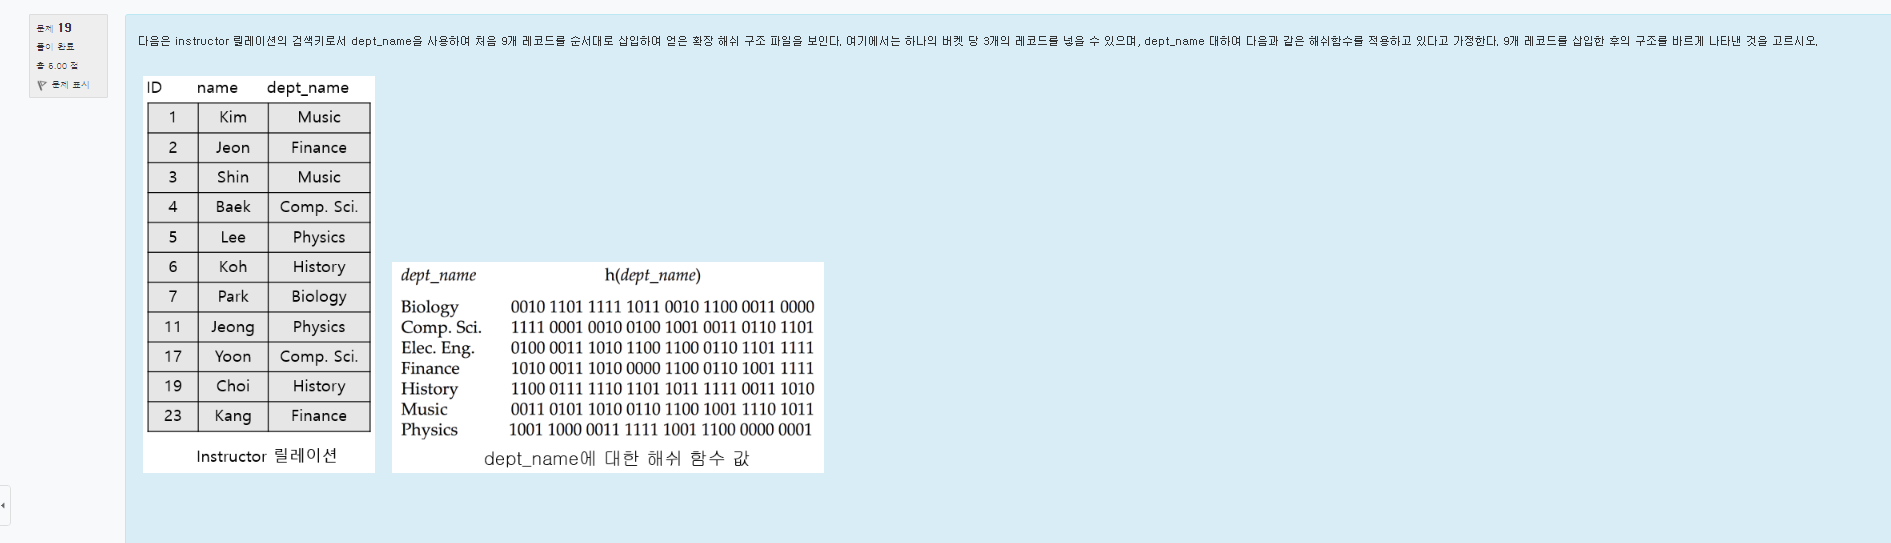 문제 19
풀이 완료
총 6.00 점
문제 표시
다음은 instructor 릴레이션의 검색키로서 dept_name을 사용하여 처음 9개 레코드를 순서대로 삽입하여 얻은 확장 해쉬 구조 파일을 보인다. 여기에서는 하나의 버켓 당 3개의 레코드를 넣을 수 있으며, dept_name 대하여 다음과 같은 해쉬함수를 적용하고 있다고 가정한다. 9개 레코드를 삽입한 후의 구조를 바르게 나타낸 것을 고르시오.
ID name dept_name
1 Kim Music
2 Jeon Finance
3 Shin Music
4 Baek Comp. Sci.
5 Lee Physics
6 Koh History
7 Park Biology
11 Jeong Physics
17 Yoon Comp. Sci.
19 Choi History
23 Kang Finance
Instructor 릴레이션
dept_name h(dept_name)
Biology 0010 1101 1111 1011 0010 1100 0011 0000
Comp. Sci. 1111 0001 0010 0100 1001 0011 0110 1101
Elec. Eng. 0100 0011 1010 1100 1100 0110 1101 1111
Finance 1010 0011 1010 0000 1100 0110 1001 1111
History 1100 0111 1110 1101 1011 1111 0011 1010
Music 0011 0101 1010 0110 1100 1001 1110 1011
Physics 1001 1000 0011 1111 1001 1100 0000 0001
dept_name에 대한 해쉬 함수 값